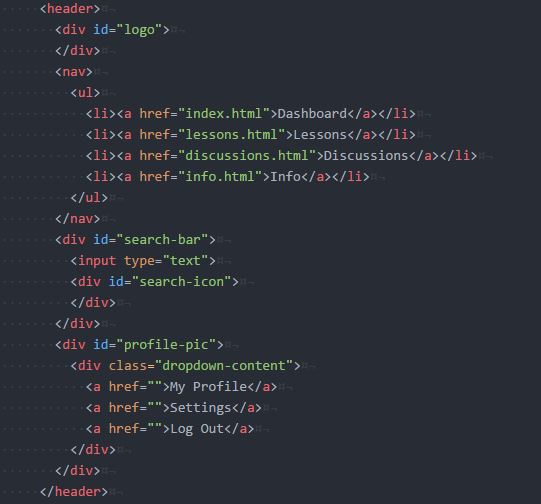 <header>
<div id="logo">
</div>
<nav>
<ul>
<li><a href="index.html">Dashboard</a></li>
<li><a href="lessons.html">Lessons</a></li>
<li><a href="discussions.html">Discussions</a></li>
<li><a href="info.html">Info</a></li>
</ul>
</nav>
<div id="search-bar">
<input type="text">
<div id="search-icon">
</div>
</div>
<div id="profile-pic">
<div class="dropdown-content">
<a href="">My Profile</a>
<a href="">Settings</a>
<a href="">Log Out</a>
</div>
</div>
</header>